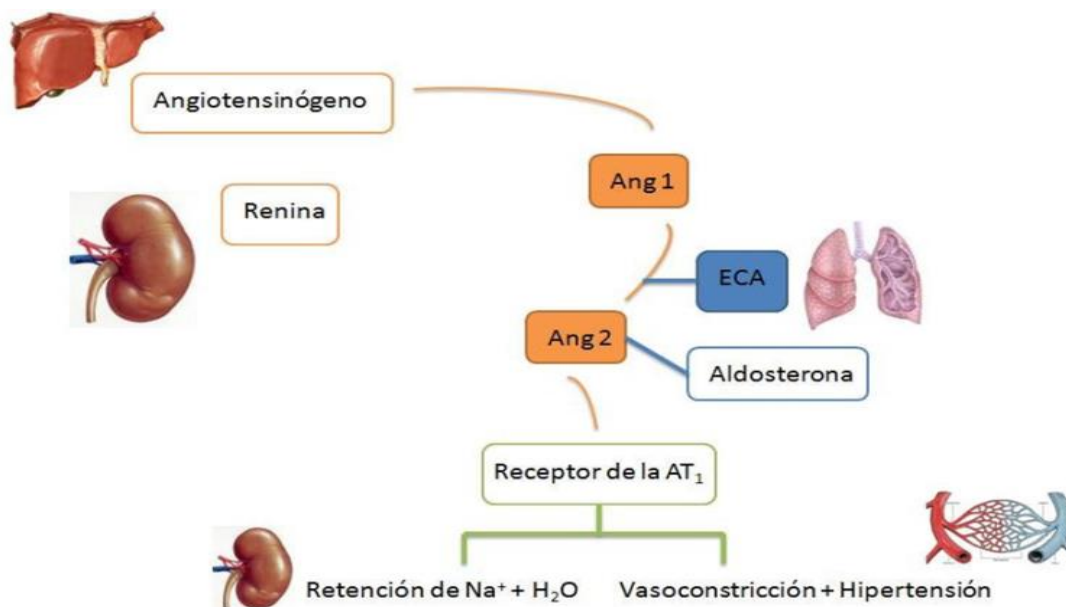 Angiotensinógeno
Ang 1
Renina
ECA
Ang 2
Aldosterona
Receptor de la AT₁
Retención de Na⁺ + H₂O
Vasoconstricción + Hipertensión